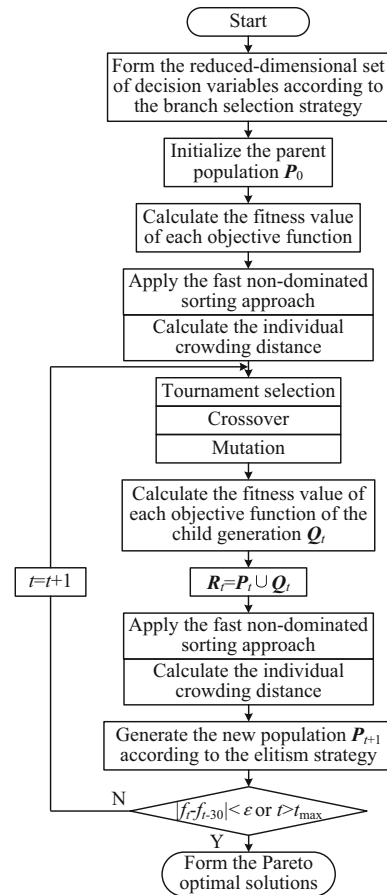 Start
Form the reduced-dimensional set
of decision variables according to
the branch selection strategy
Initialize the parent
population P₀
Calculate the fitness value
of each objective function
Apply the fast non-dominated
sorting approach
Calculate the individual
crowding distance
Tournament selection
Crossover
Mutation
Calculate the fitness value of
each objective function of the
child generation Qₜ
t=t+1
Rₜ=Pₜ∪Qₜ
Apply the fast non-dominated
sorting approach
Calculate the individual
crowding distance
Generate the new population Pₜ₊₁
according to the elitism strategy
N
|fₜ-fₜ₋₃₀|<ε or t>tₘₐₓ
Y
Form the Pareto
optimal solutions